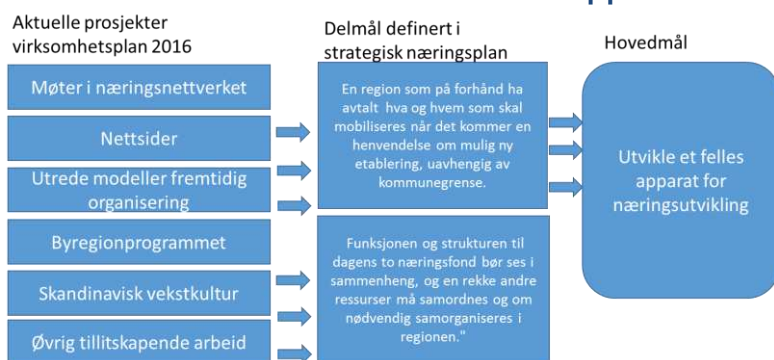 Aktuelle prosjekter
virksomhetsplan 2016
Møter i næringsnettverket
Nettsider
Utrede modeller fremtidig
organisering
Byregionprogrammet
Skandinavisk vekstkultur
Øvrig tillitskapende arbeid
Delmål definert i
strategisk næringsplan
En region som på forhånd ha
avtalt hva og hvem som skal
mobiliseres når det kommer en
henvendelse om mulig ny
etablering, uavhengig av
kommunegrense.
Funksjonen og strukturen til
dagens to næringsfond bør ses i
sammenheng, og en rekke andre
ressurser må samordnes og om
nødvendig samorganiseres i
regionen."
Hovedmål
Utvikle et felles
apparat for
næringsutvikling